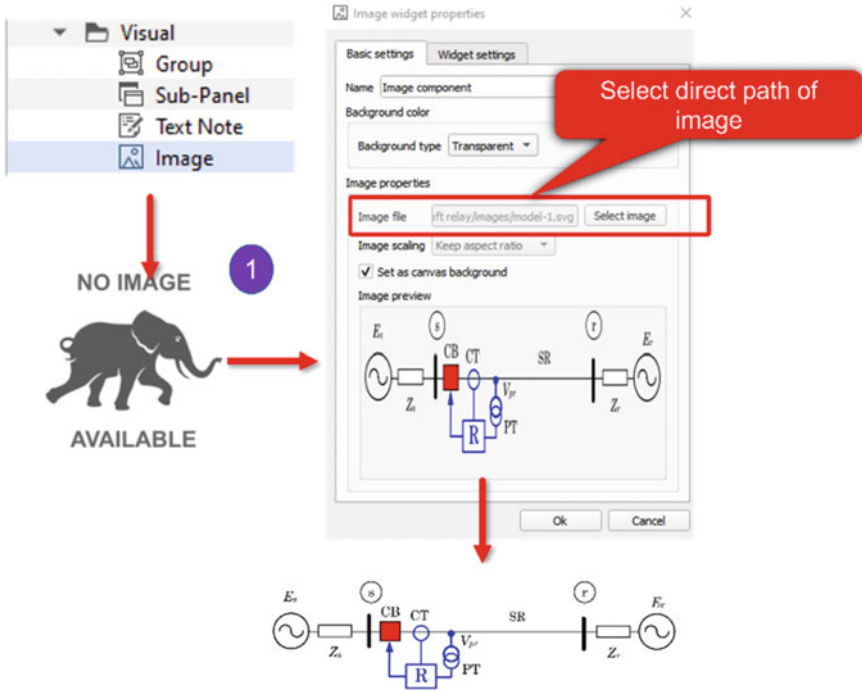 Visual
Group
Sub-Panel
Text Note
Image
NO IMAGE
AVAILABLE
1
Image widget properties
Basic settings
Widget settings
Name Image component
Background color
Background type Transparent
Select direct path of
image
Image properties
Image file oft relay/images/model-1.svg Select image
Image scaling Keep aspect ratio
Set as canvas background
Image preview
Es s CB CT SR r Er
Zs Vpr Zr
R PT
Ok Cancel
Es s CB CT SR r Er
Zs Vpr Zr
R PT